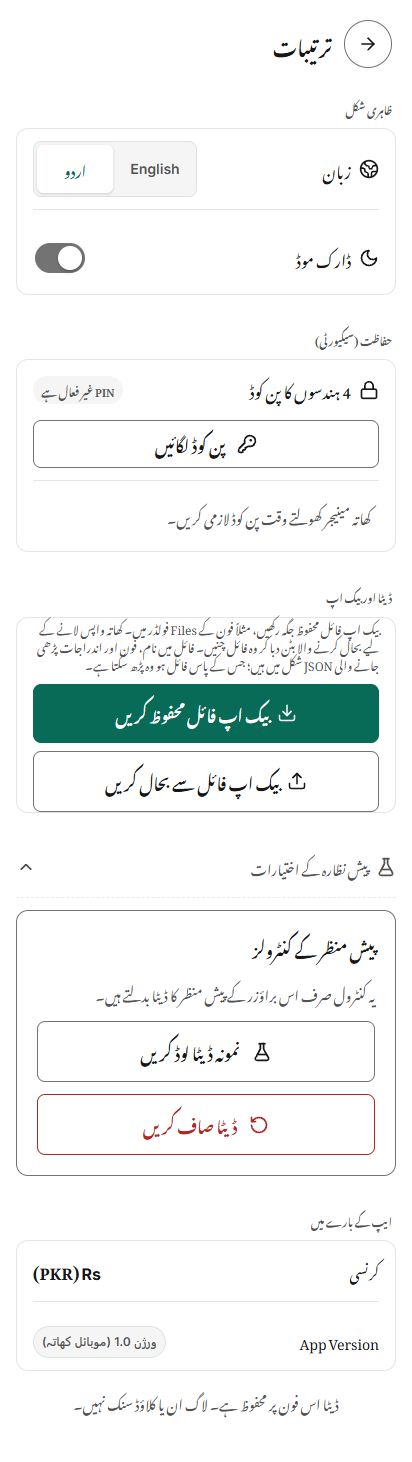 ترتیبات
ظاہری شکل
زبان
اردو
English
ڈارک موڈ
حفاظت (سیکیورٹی)
4 ہندسوں کا پن کوڈ
PIN غیر فعال ہے
پن کوڈ لگائیں
کھاتہ مینیجر کھولتے وقت پن کوڈ لازمی کریں۔
ڈیٹا اور بیک اپ
بیک اپ فائل محفوظ جگہ رکھیں، مثلاً فون کے Files فولڈر میں۔ کھاتہ واپس لانے کے
لیے بحال کرنے والا بٹن دبا کر وہ فائل چنیں۔ فائل میں نام، فون اور اندراجات پڑھی
جانے والی JSON شکل میں ہیں؛ جس کے پاس فائل ہو وہ پڑھ سکتا ہے۔
بیک اپ فائل محفوظ کریں
بیک اپ فائل سے بحال کریں
پیش نظارہ کے اختیارات
پیش منظر کے کنٹرولز
یہ کنٹرول صرف اس براؤزر کے پیش منظر کا ڈیٹا بدلتے ہیں۔
نمونہ ڈیٹا لوڈ کریں
ڈیٹا صاف کریں
ایپ کے بارے میں
کرنسی
Rs (PKR)
App Version
ورژن 1.0 (موبائل کھاتہ)
ڈیٹا اس فون پر محفوظ ہے۔ لاگ ان یا کلاؤڈ سنک نہیں۔